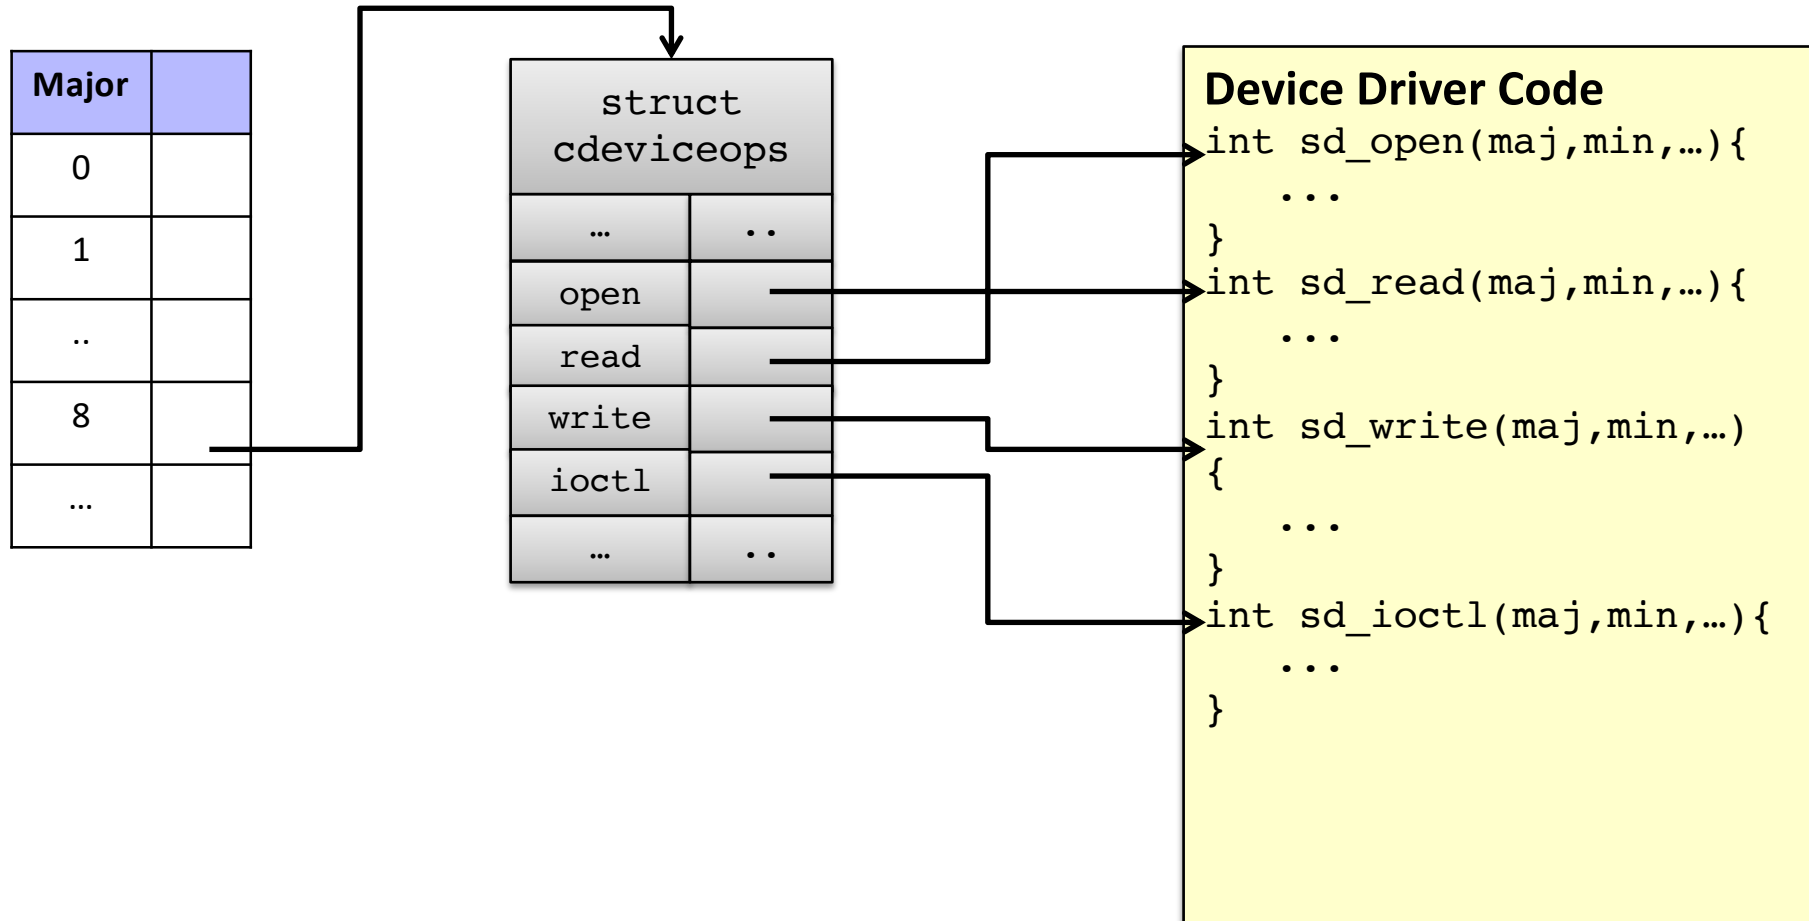 Major
0
1
..
8
…
struct
cdeviceops
… ..
open
read
write
ioctl
… ..
Device Driver Code
int sd_open(maj,min,…){
...
}
int sd_read(maj,min,…){
...
}
int sd_write(maj,min,…)
{
...
}
int sd_ioctl(maj,min,…){
...
}